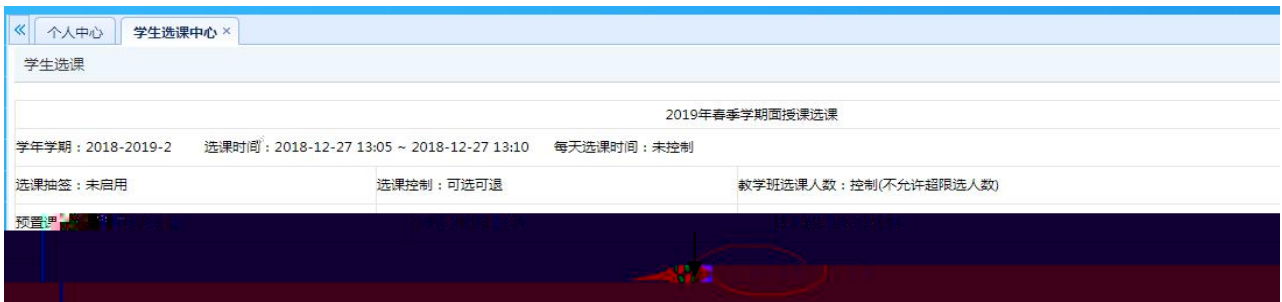 个人中心 学生选课中心 ×
学生选课
2019年春季学期面授课选课
学年学期：2018-2019-2 选课时间：2018-12-27 13:05 ~ 2018-12-27 13:10 每天选课时间：未控制
选课抽签：未启用 选课控制：可选可退 教学班选课人数：控制(不允许超限选人数)
预置课